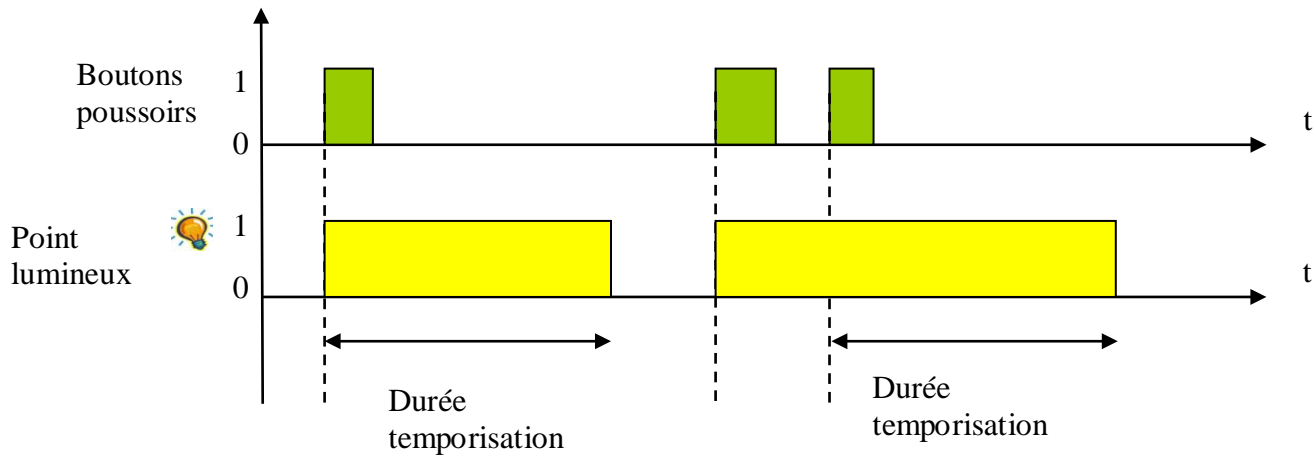 Boutons
poussoirs
1
0
t
Point
lumineux
1
0
t
Durée
temporisation
Durée
temporisation